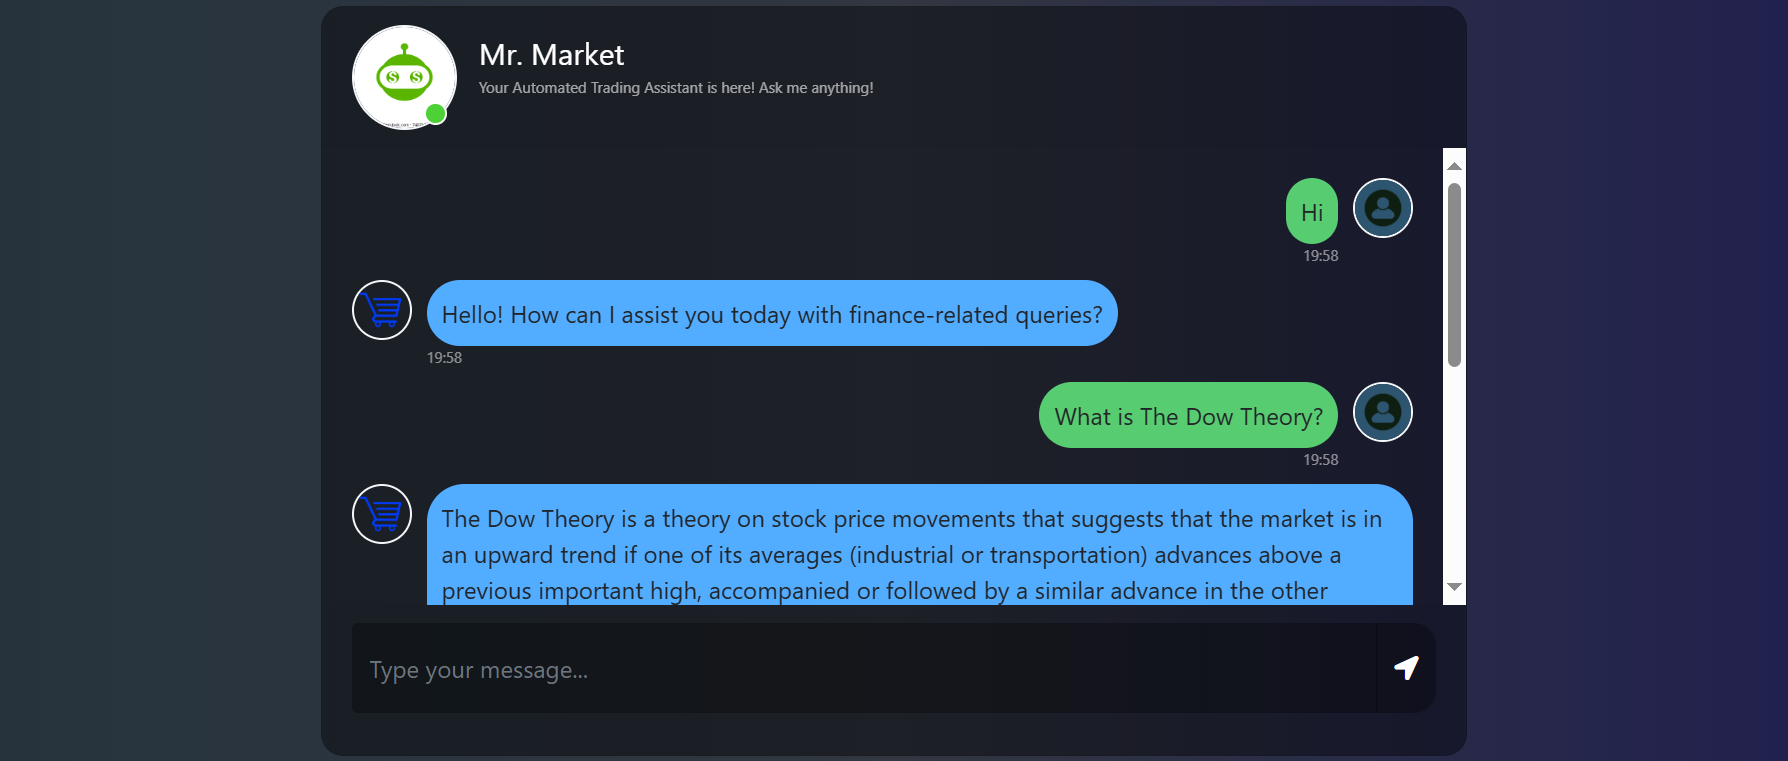 Mr. Market
Your Automated Trading Assistant is here! Ask me anything!
Hi
19:58
Hello! How can I assist you today with finance-related queries?
19:58
What is The Dow Theory?
19:58
The Dow Theory is a theory on stock price movements that suggests that the market is in
an upward trend if one of its averages (industrial or transportation) advances above a
previous important high, accompanied or followed by a similar advance in the other
Type your message...